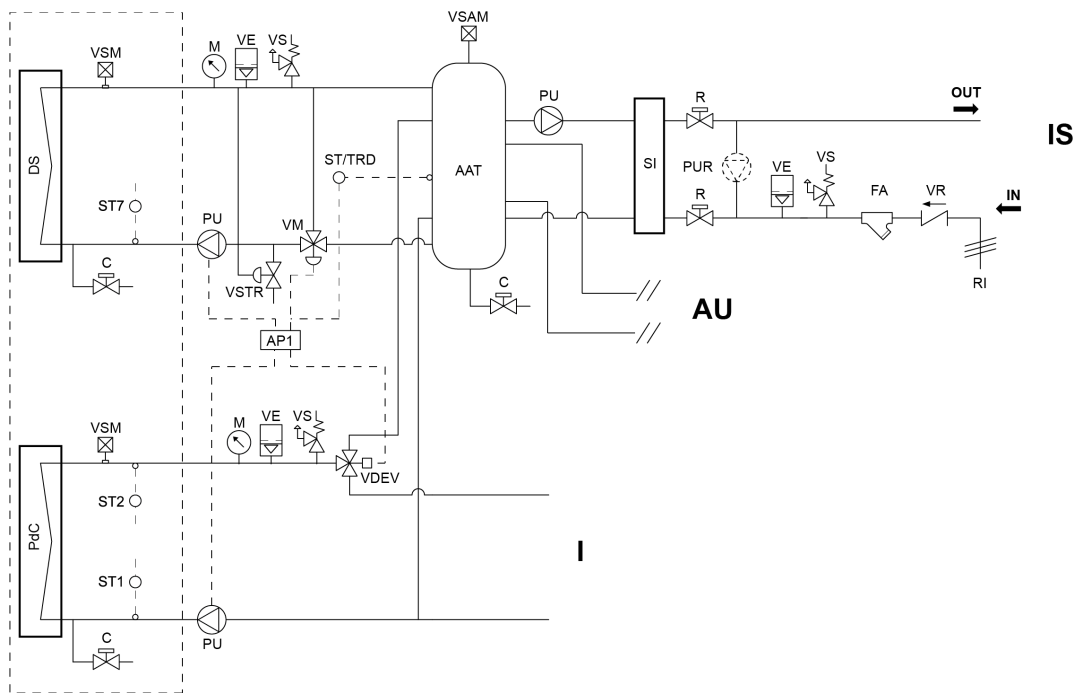 VSAM
VSM
M
VE
VS
PU
R
OUT
IS
DS
ST/TRD
AAT
SI
PUR
VE
VS
FA
VR
IN
ST7
PU
VM
R
C
VSTR
C
RI
AU
AP1
VSM
M
VE
VS
VDEV
ST2
PdC
I
ST1
C
PU